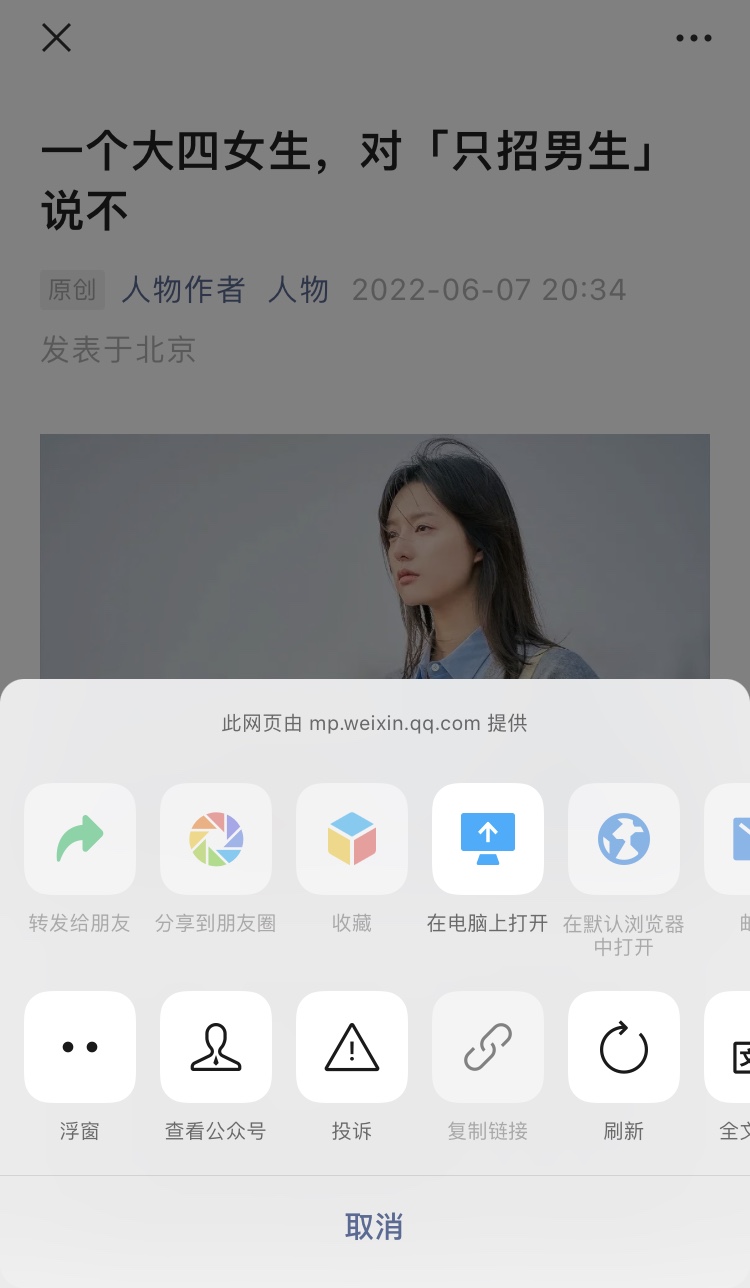 一个大四女生，对「只招男生」
说不
原创 人物作者 人物 2022-06-07 20:34
发表于北京
此网页由 mp.weixin.qq.com 提供
转发给朋友 分享到朋友圈 收藏 在电脑上打开 在默认浏览器
中打开
浮窗 查看公众号 投诉 复制链接 刷新 全文
取消